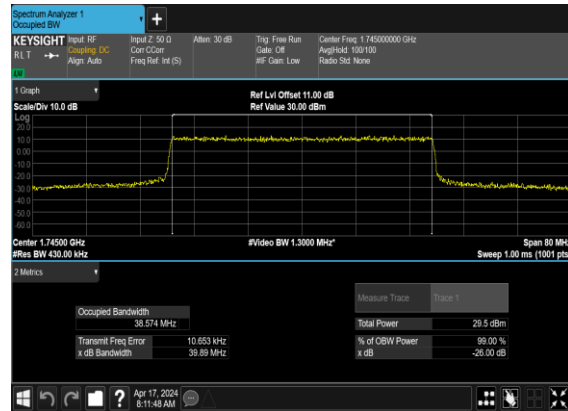 Spectrum Analyzer 1
Occupied BW
+
KEYSIGHT Input: RF Input Z: 50 Ω Atten: 30 dB Trig: Free Run Center Freq: 1.745000000 GHz
RLT Coupling: DC Corr CCorr Gate: Off Avg|Hold: 100/100
Align: Auto Freq Ref: Int (S) #IF Gain: Low Radio Std: None
LXI
1 Graph
Ref Lvl Offset 11.00 dB
Scale/Div 10.0 dB Ref Value 30.00 dBm
Log
20.0
10.0
0.00
-10.0
-20.0
-30.0
-40.0
-50.0
-60.0
Center 1.74500 GHz #Video BW 1.3000 MHz* Span 80 MHz
#Res BW 430.00 kHz Sweep 1.00 ms (1001 pts
2 Metrics
Measure Trace Trace 1
Occupied Bandwidth
38.574 MHz Total Power 29.5 dBm
Transmit Freq Error 10.653 kHz % of OBW Power 99.00 %
x dB Bandwidth 39.89 MHz x dB -26.00 dB
? Apr 17, 2024
8:11:48 AM